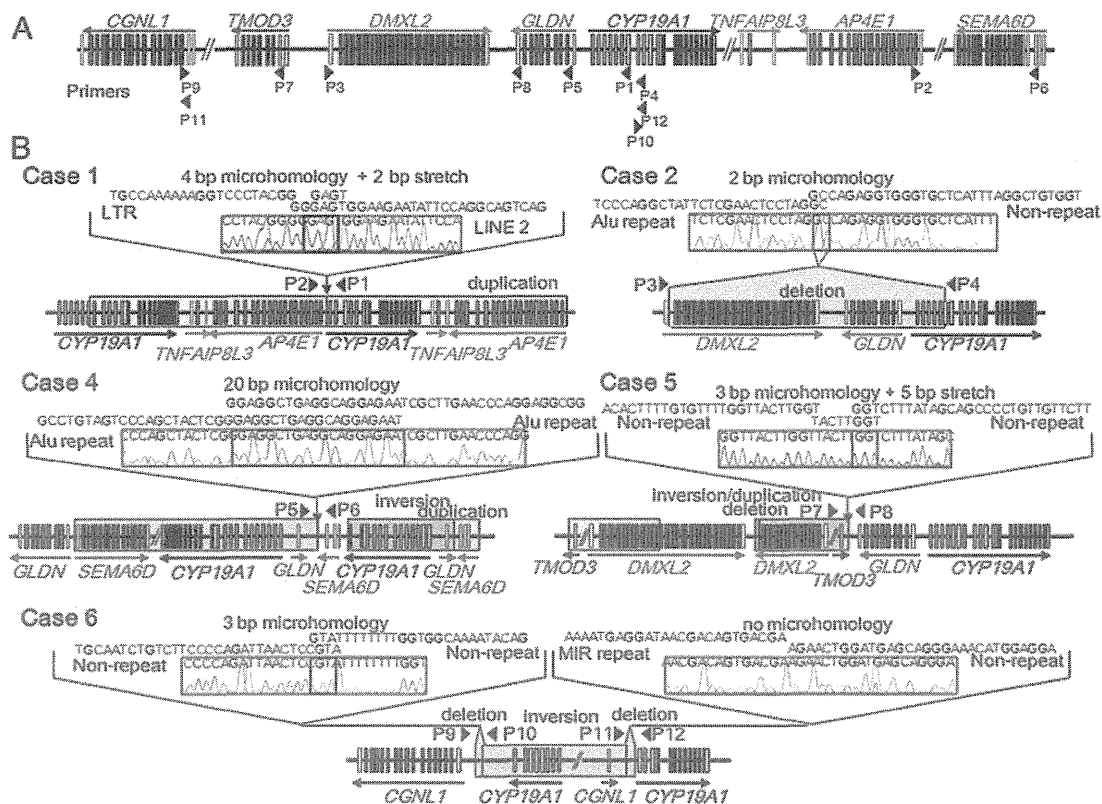 A
CGNL1 TMOD3 DMXL2 GLDN CYP19A1 TNFAIP8L3 AP4E1 SEMA6D
Primers
P9 P7 P3 P8 P5 P1 P4 P2 P6
P11 P12
P10
B
Case 1
4 bp microhomology + 2 bp stretch
TGCCAAAAAAGGTCCCTACGG GAGT
GGGAGTGGAAGAATATTCCAGGCAGTCAG
LTR
CCTACGGGGGAGTGGAAGAATATTCC
LINE 2
P2 P1
duplication
CYP19A1 TNFAIP8L3 AP4E1 CYP19A1 TNFAIP8L3 AP4E1
Case 2
2 bp microhomology
GCCAGAGGTGGGTGCTCATTTAGGCTGTGGT
TCCCAGGCTATTCTCGAACTCCTAGGC
Alu repeat
TCTCGAACTCCTAGGCCAGAGGTGGGTGCTCATTT
Non-repeat
P3 P4
deletion
DMXL2 GLDN CYP19A1
Case 4
20 bp microhomology
GGAGGCTGAGGCAGGAGAATCGCTTGAACCCAGGAGGCGG
GCCTGTAGTCCCAGCTACTCGGGAGGCTGAGGCAGGAGAAT
Alu repeat
CCCAGCTACTCGGGAGGCTGAGGCAGGAGAATCGCTTGAACCCAGG
Alu repeat
P5 P6
inversion
duplication
GLDN SEMA6D CYP19A1 GLDN SEMA6D CYP19A1 GLDN SEMA6D
Case 5
3 bp microhomology + 5 bp stretch
ACACTTTTGTGTTTTGGTTACTTGGT GGTCTTTATAGCAGCCCCTGTTGTTCTT
TACTTGGT
Non-repeat
GGTTACTTGGTTACTTGGTCTTTATAGC
Non-repeat
inversion/duplication
deletion
P7 P8
TMOD3 DMXL2 DMXL2 TMOD3 GLDN CYP19A1
Case 6
3 bp microhomology
GTATTTTTTTTGGTGGCAAAATACAG
TGCAATCTGTCTTCCCCAGATTAACTCCGTA
Non-repeat
CCCCAGATTAACTCCGTATTTTTTTTGGT
Non-repeat
no microhomology
AAAATGAGGATAACGACAGTGACGA
AGAACTGGATGAGCAGGGAAACATGGAGGA
MIR repeat
AACGACAGTGACGAAGAACTGGATGAGCAGGGA
Non-repeat
deletion inversion deletion
P9 P10 P11 P12
CGNL1 CYP19A1 CGNL1 CYP19A1